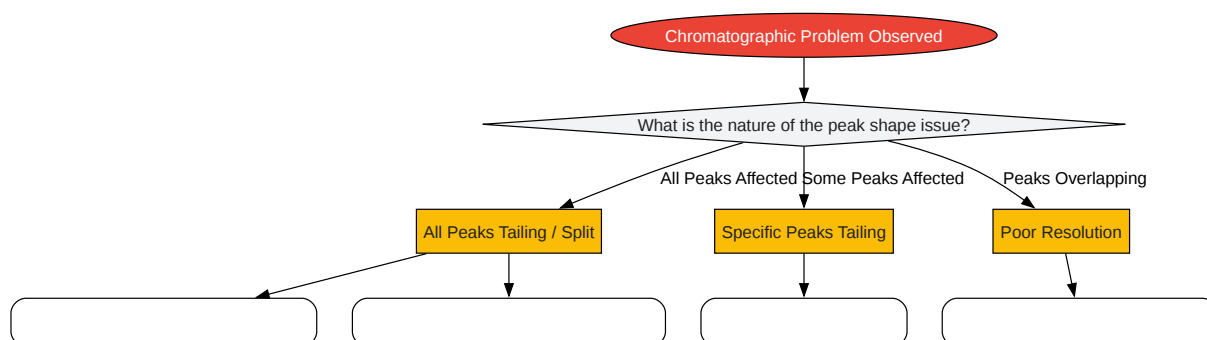 Chromatographic Problem Observed
What is the nature of the peak shape issue?
All Peaks Affected
Some Peaks Affected
Peaks Overlapping
All Peaks Tailing / Split
Specific Peaks Tailing
Poor Resolution